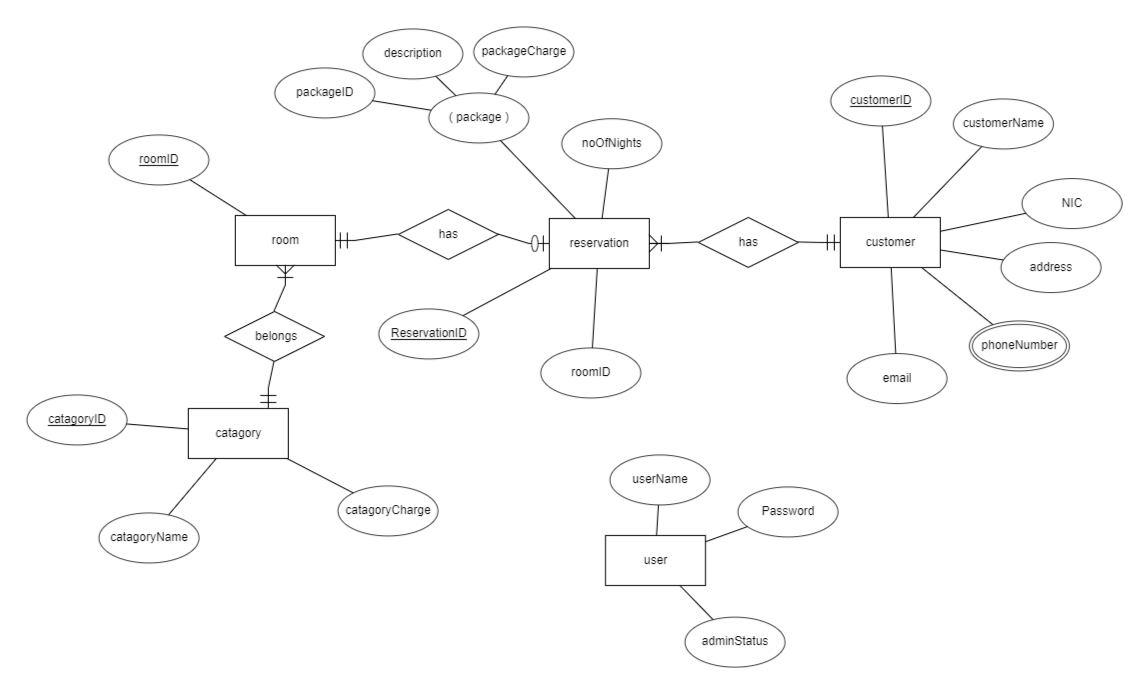 description
packageCharge
packageID
( package )
customerID
customerName
noOfNights
roomID
NIC
room
has
reservation
has
customer
address
ReservationID
belongs
phoneNumber
roomID
email
catagoryID
catagory
userName
catagoryCharge
Password
catagoryName
user
adminStatus